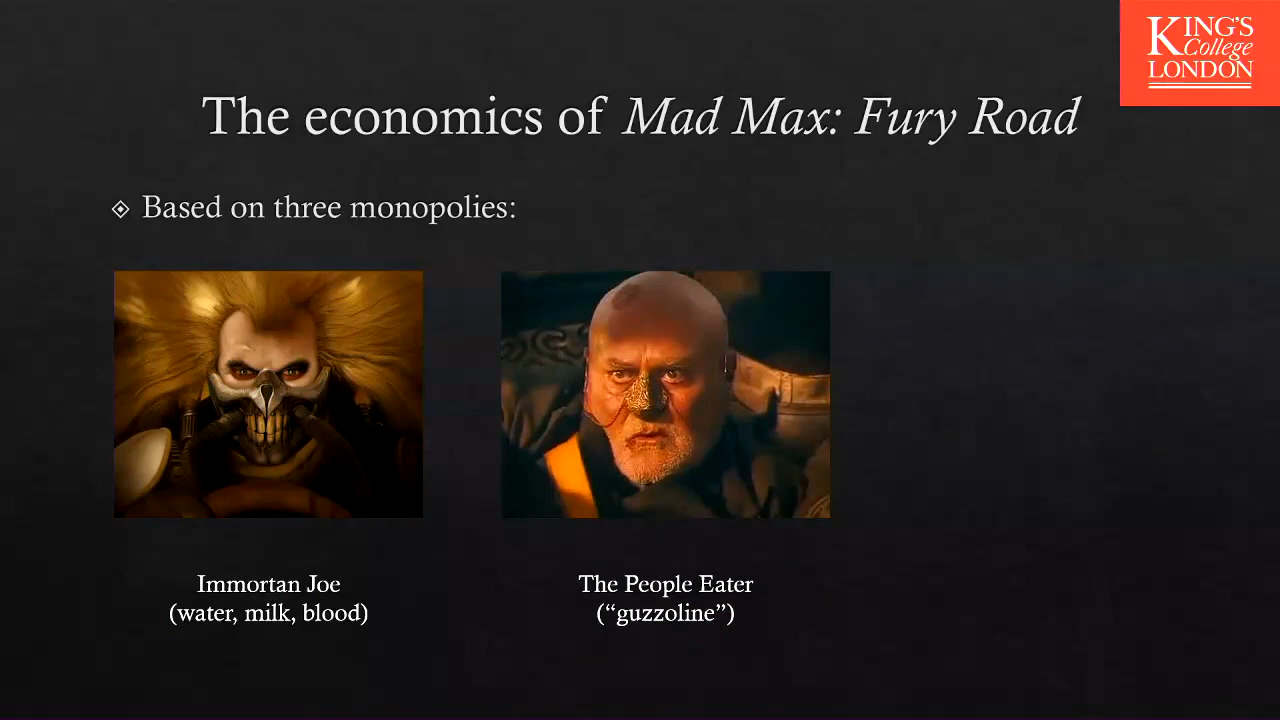 KING'S
College
LONDON
The economics of Mad Max: Fury Road
Based on three monopolies:
Immortan Joe
(water, milk, blood)
The People Eater
(“guzzoline”)